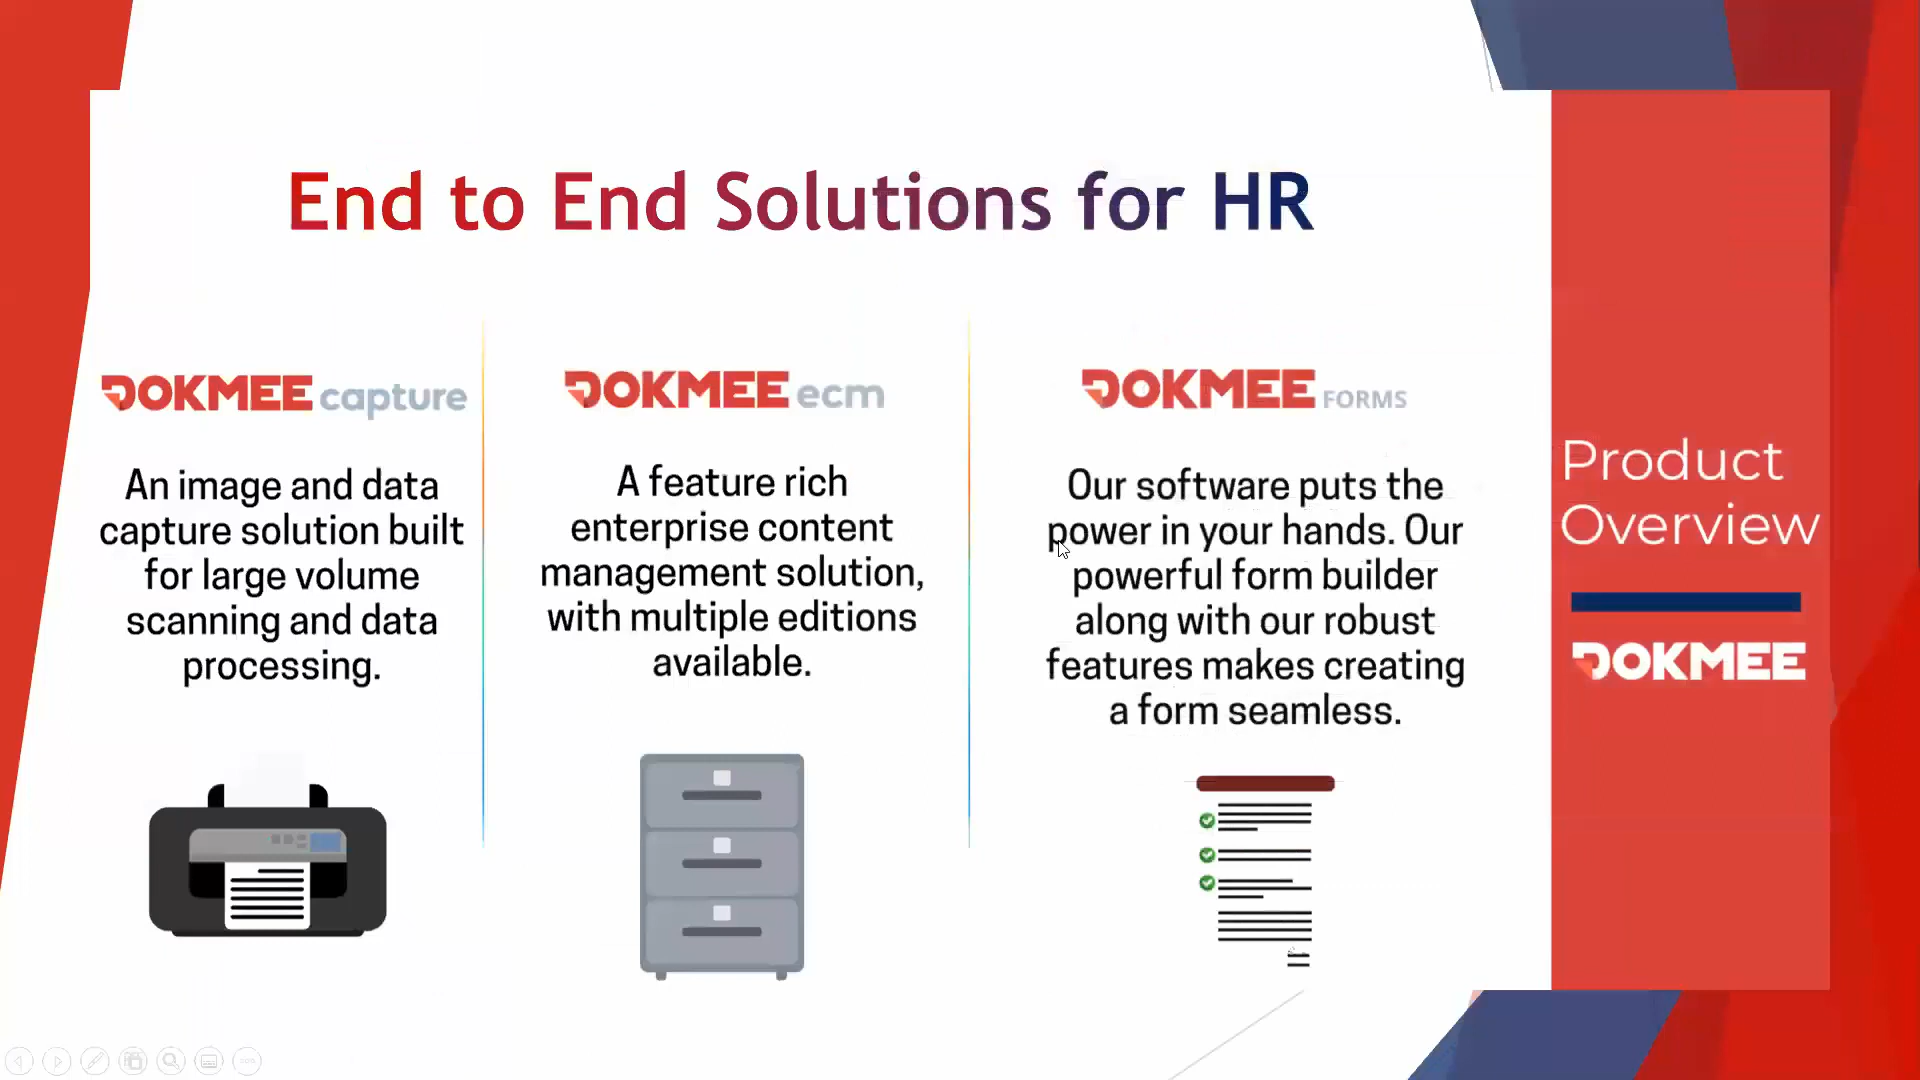 End to End Solutions for HR
DOKMEE capture
An image and data
capture solution built
for large volume
scanning and data
processing.
DOKMEE ecm
A feature rich
enterprise content
management solution,
with multiple editions
available.
DOKMEE FORMS
Our software puts the
power in your hands. Our
powerful form builder
along with our robust
features makes creating
a form seamless.
Product
Overview
DOKMEE